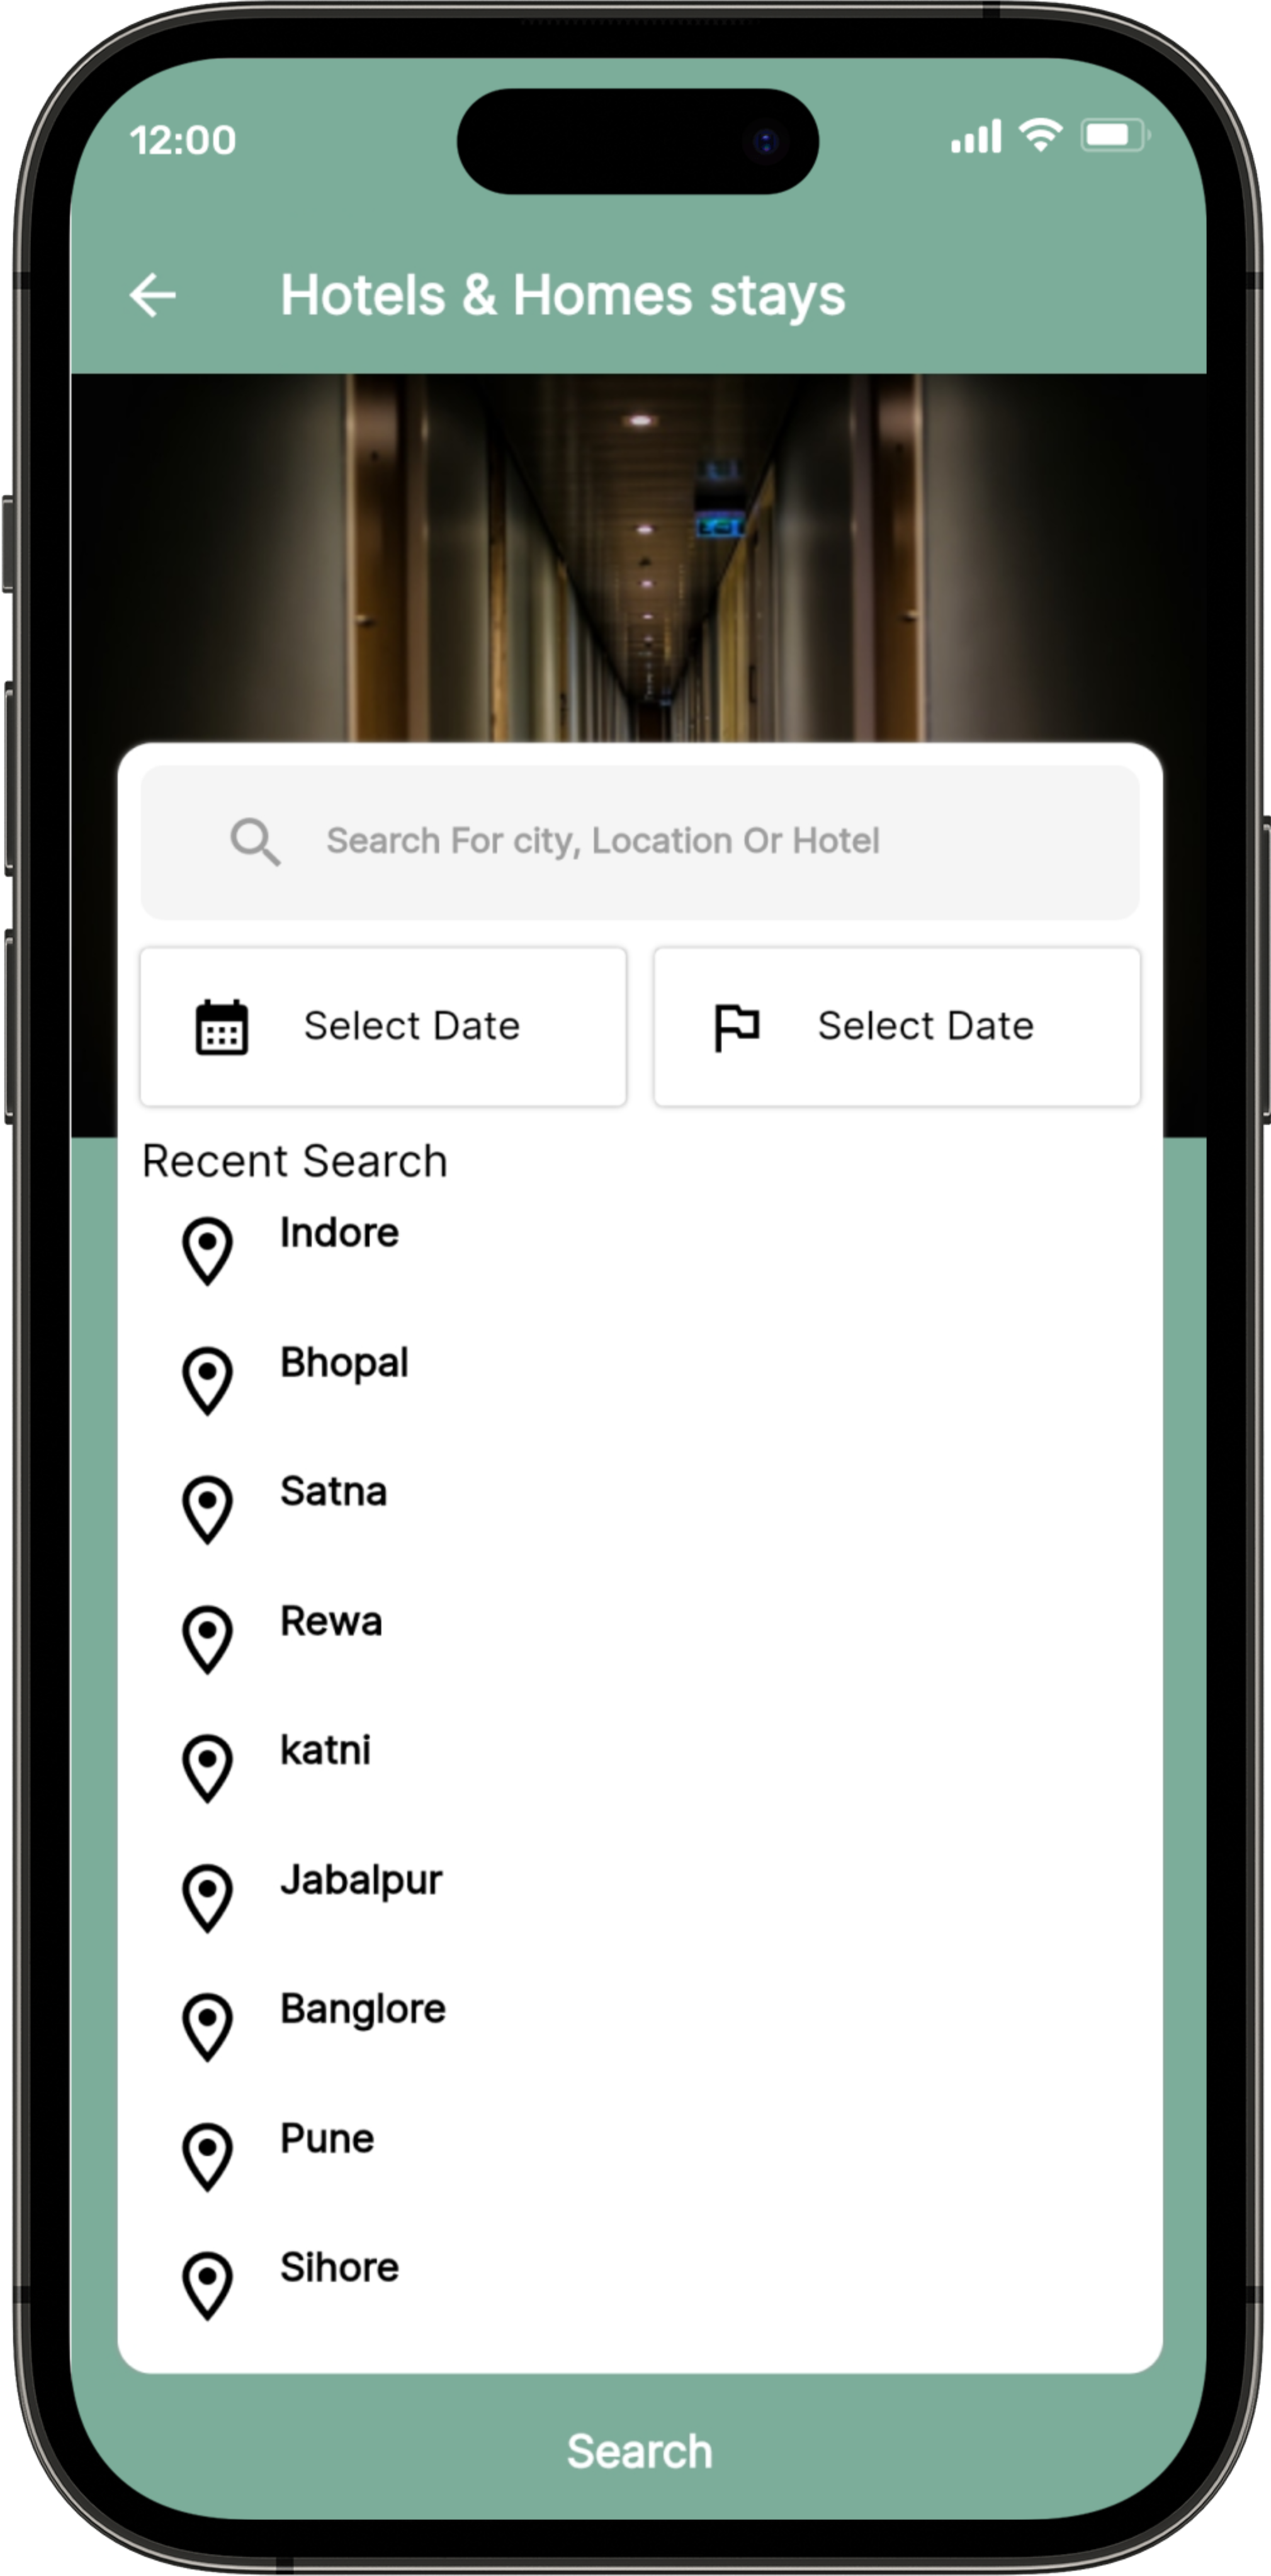 12:00
Hotels & Homes stays
Search For city, Location Or Hotel
Select Date
Select Date
Recent Search
Indore
Bhopal
Satna
Rewa
katni
Jabalpur
Banglore
Pune
Sihore
Search